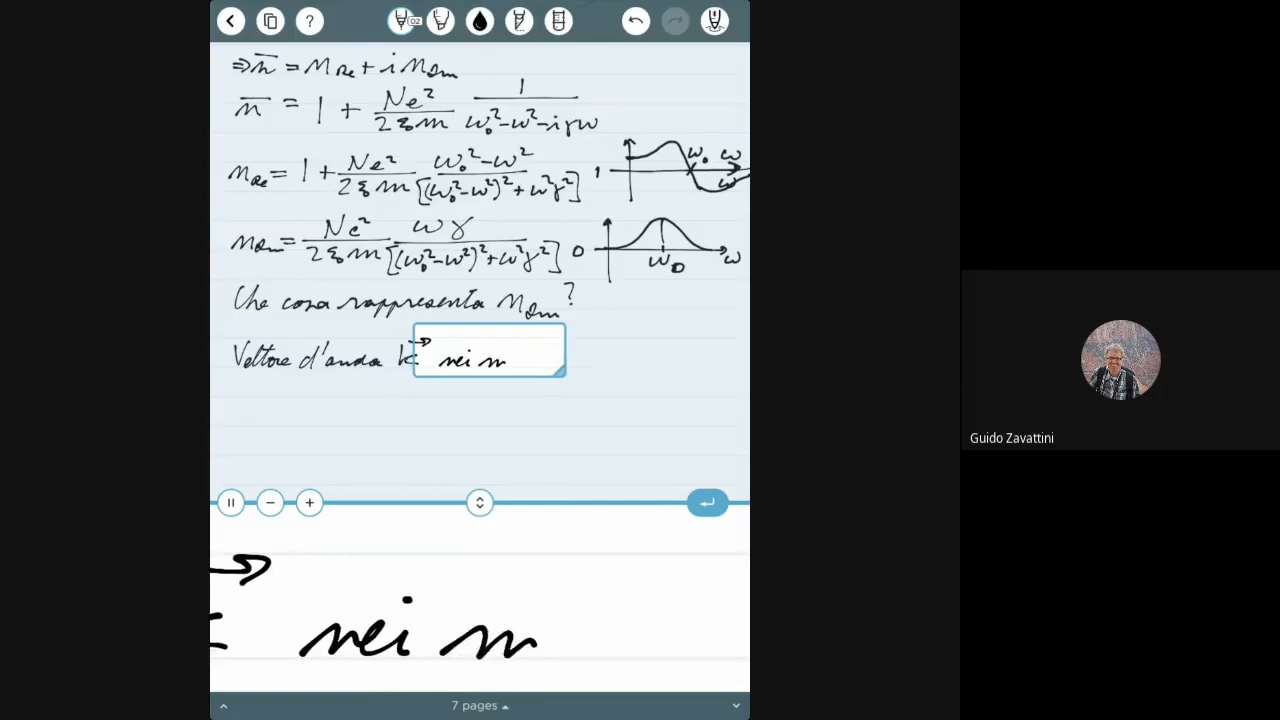 02
?
⇒ n̄ = n_Re + i n_Im
n̄ = 1 + Ne²/(2ε₀m) 1/(ω₀²-ω²-iγω)
n_Re = 1 + Ne²/(2ε₀m) (ω₀²-ω²)/[(ω₀²-ω²)²+ω²γ²] 1 ω₀ ω ω
n_Im = Ne²/(2ε₀m) ωγ/[(ω₀²-ω²)²+ω²γ²] 0 ω₀ ω
Che cosa rappresenta n_Im?
Vettore d'onda k⃗ nei m
nei m
7 pages
Guido Zavattini